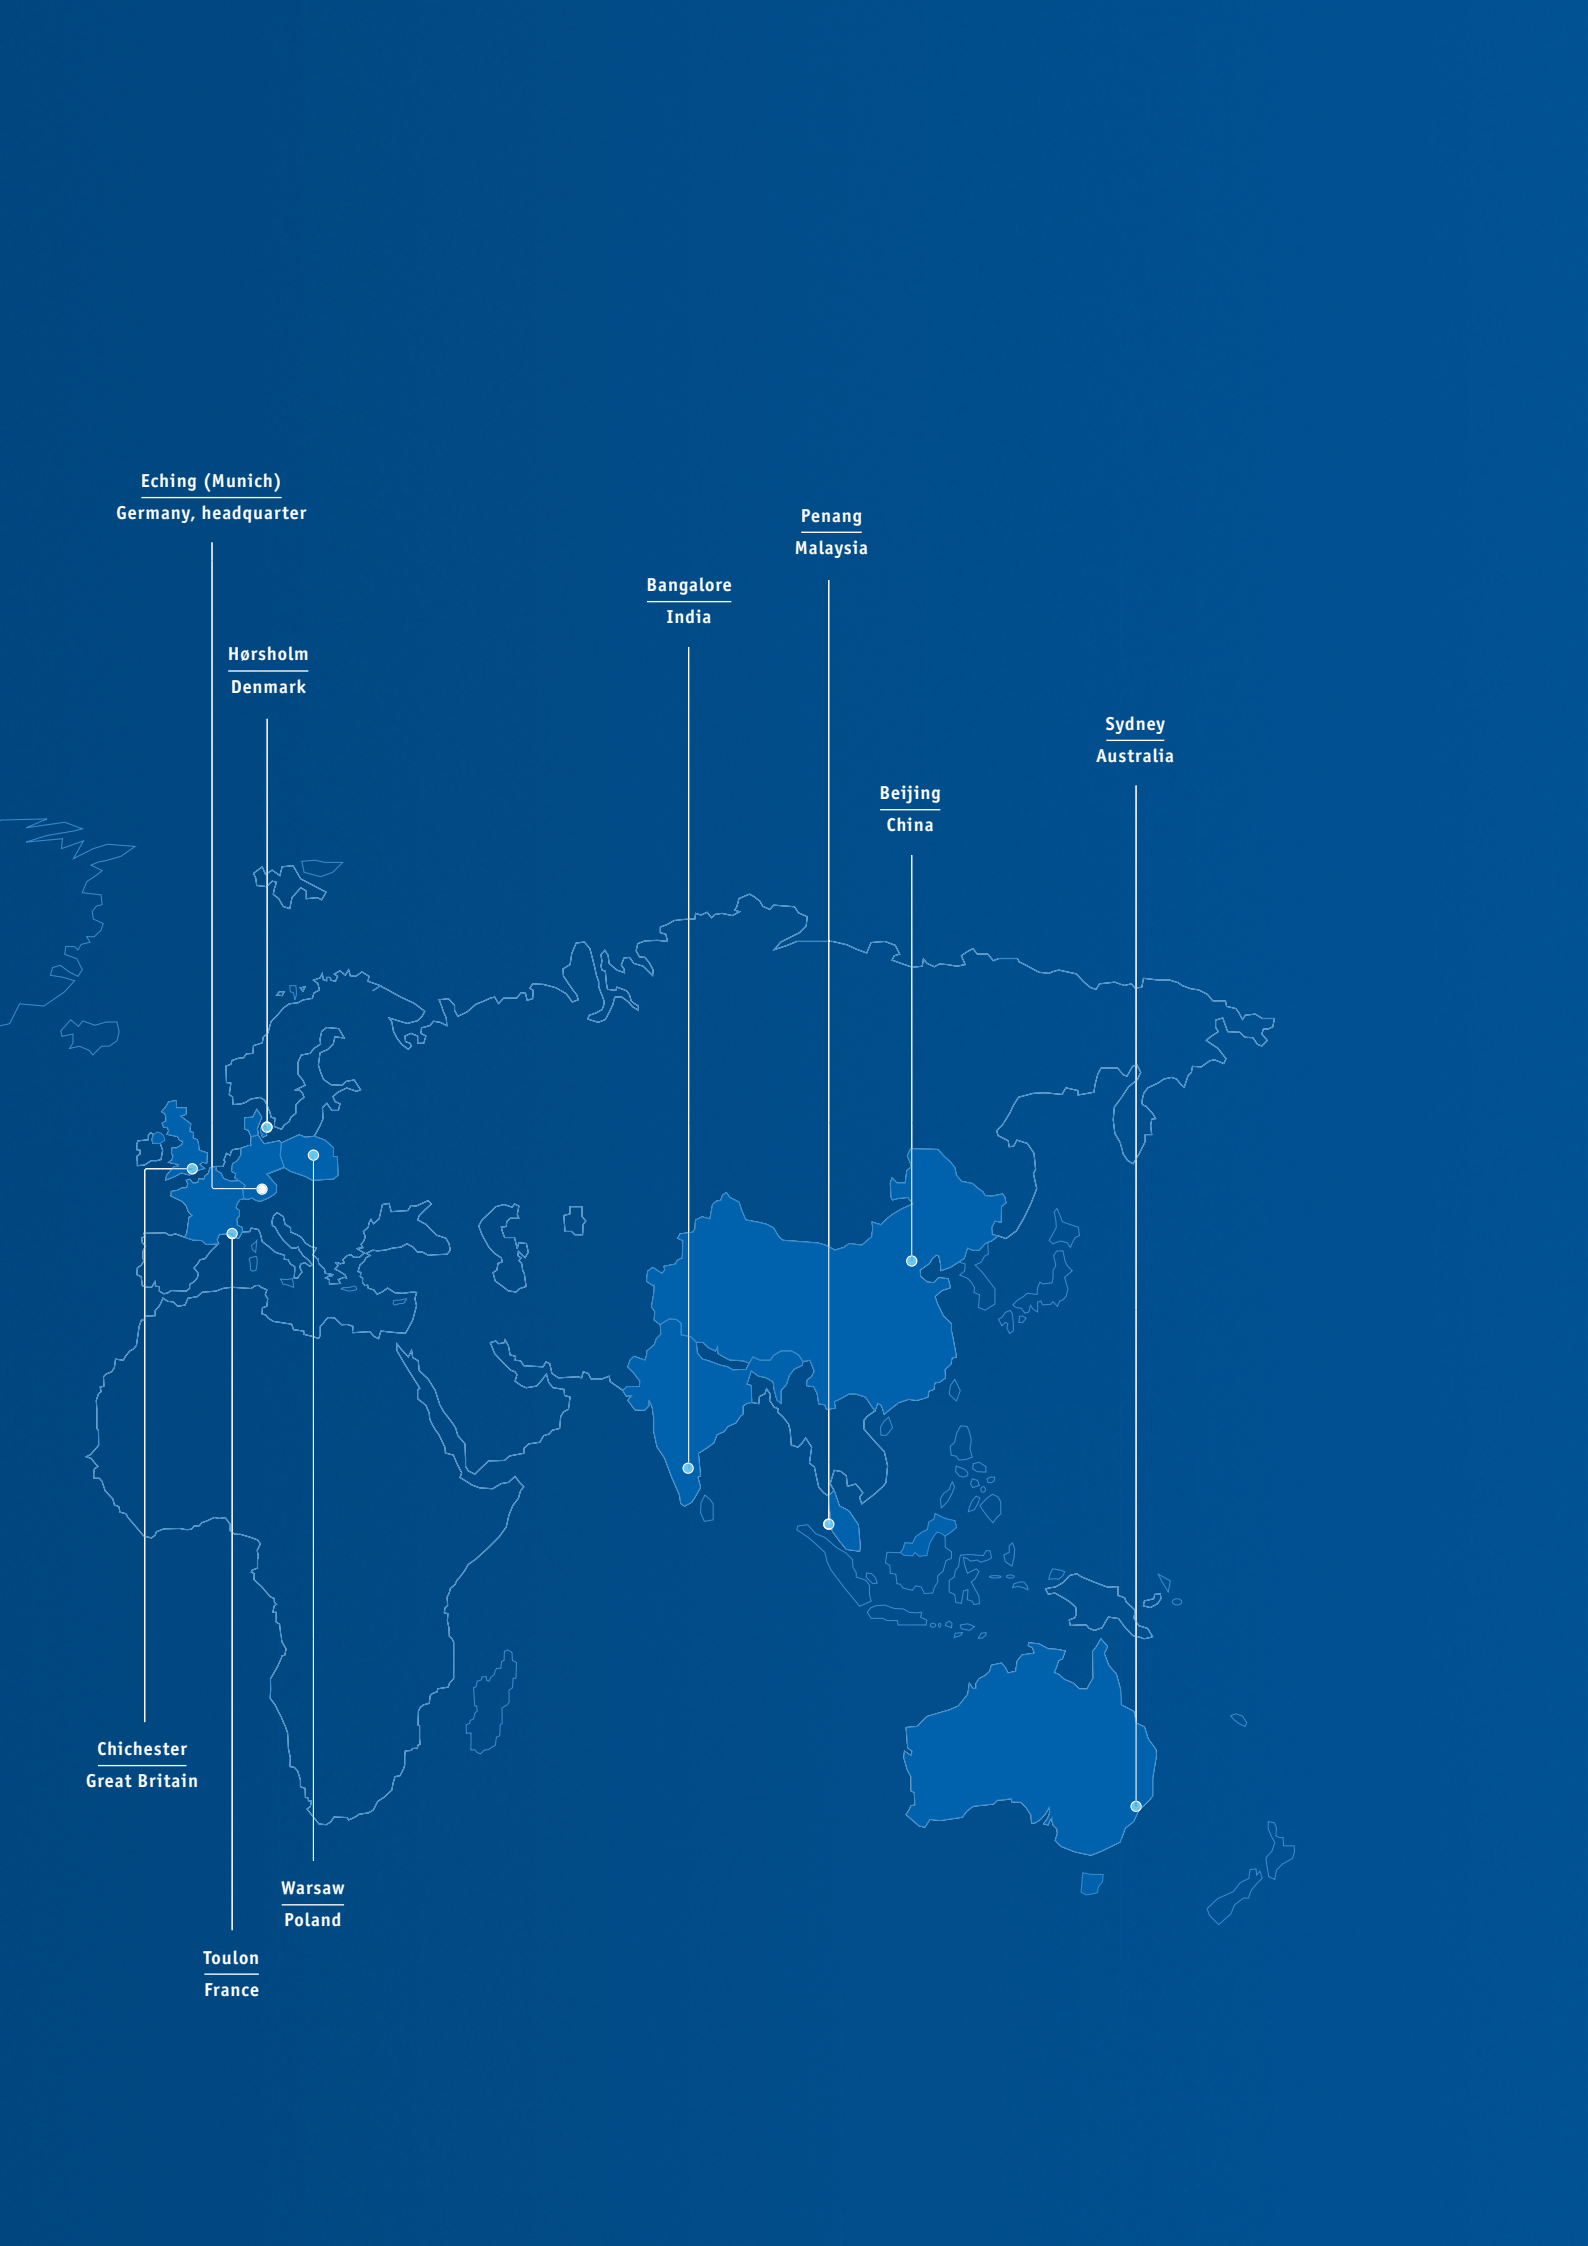 Eching (Munich)
Germany, headquarter
Penang
Malaysia
Bangalore
India
Hørsholm
Denmark
Sydney
Australia
Beijing
China
Chichester
Great Britain
Warsaw
Poland
Toulon
France